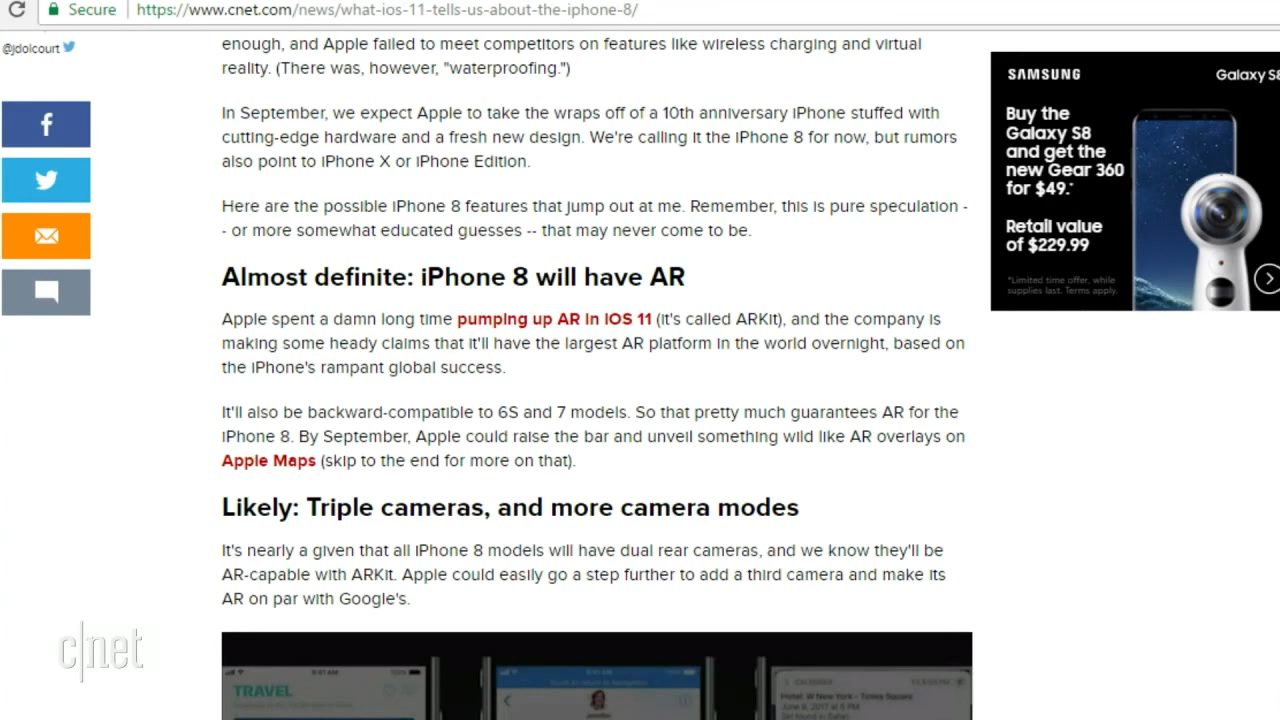 Secure https://www.cnet.com/news/what-ios-11-tells-us-about-the-iphone-8/
@jdolcourt
enough, and Apple failed to meet competitors on features like wireless charging and virtual
reality. (There was, however, "waterproofing.")
In September, we expect Apple to take the wraps off of a 10th anniversary iPhone stuffed with
cutting-edge hardware and a fresh new design. We're calling it the iPhone 8 for now, but rumors
also point to iPhone X or iPhone Edition.
Here are the possible iPhone 8 features that jump out at me. Remember, this is pure speculation -
- or more somewhat educated guesses -- that may never come to be.
Almost definite: iPhone 8 will have AR
Apple spent a damn long time pumping up AR in iOS 11 (it's called ARKit), and the company is
making some heady claims that it'll have the largest AR platform in the world overnight, based on
the iPhone's rampant global success.
It'll also be backward-compatible to 6S and 7 models. So that pretty much guarantees AR for the
iPhone 8. By September, Apple could raise the bar and unveil something wild like AR overlays on
Apple Maps (skip to the end for more on that).
Likely: Triple cameras, and more camera modes
It's nearly a given that all iPhone 8 models will have dual rear cameras, and we know they'll be
AR-capable with ARKit. Apple could easily go a step further to add a third camera and make its
AR on par with Google's.
TRAVEL
Hotel: W New York - Times Square
June 9, 2017 at 5 PM
SAMSUNG
Galaxy S8
Buy the
Galaxy S8
and get the
new Gear 360
for $49.*
Retail value
of $229.99
*Limited time offer, while
supplies last. Terms apply.
c|net